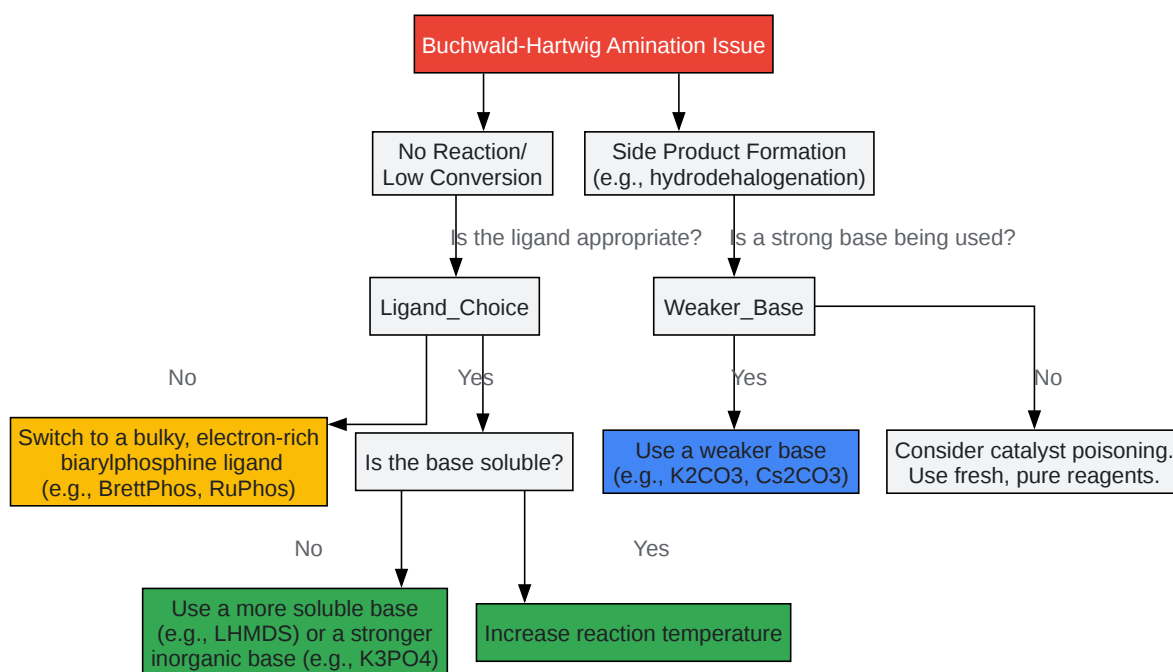 Buchwald-Hartwig Amination Issue
No Reaction/
Low Conversion
Side Product Formation
(e.g., hydrodehalogenation)
Is the ligand appropriate?
Is a strong base being used?
Ligand_Choice
Weaker_Base
No
Yes
Yes
No
Switch to a bulky, electron-rich
biarylphosphine ligand
(e.g., BrettPhos, RuPhos)
Is the base soluble?
Use a weaker base
(e.g., K2CO3, Cs2CO3)
Consider catalyst poisoning.
Use fresh, pure reagents.
No
Yes
Use a more soluble base
(e.g., LHMDS) or a stronger
inorganic base (e.g., K3PO4)
Increase reaction temperature